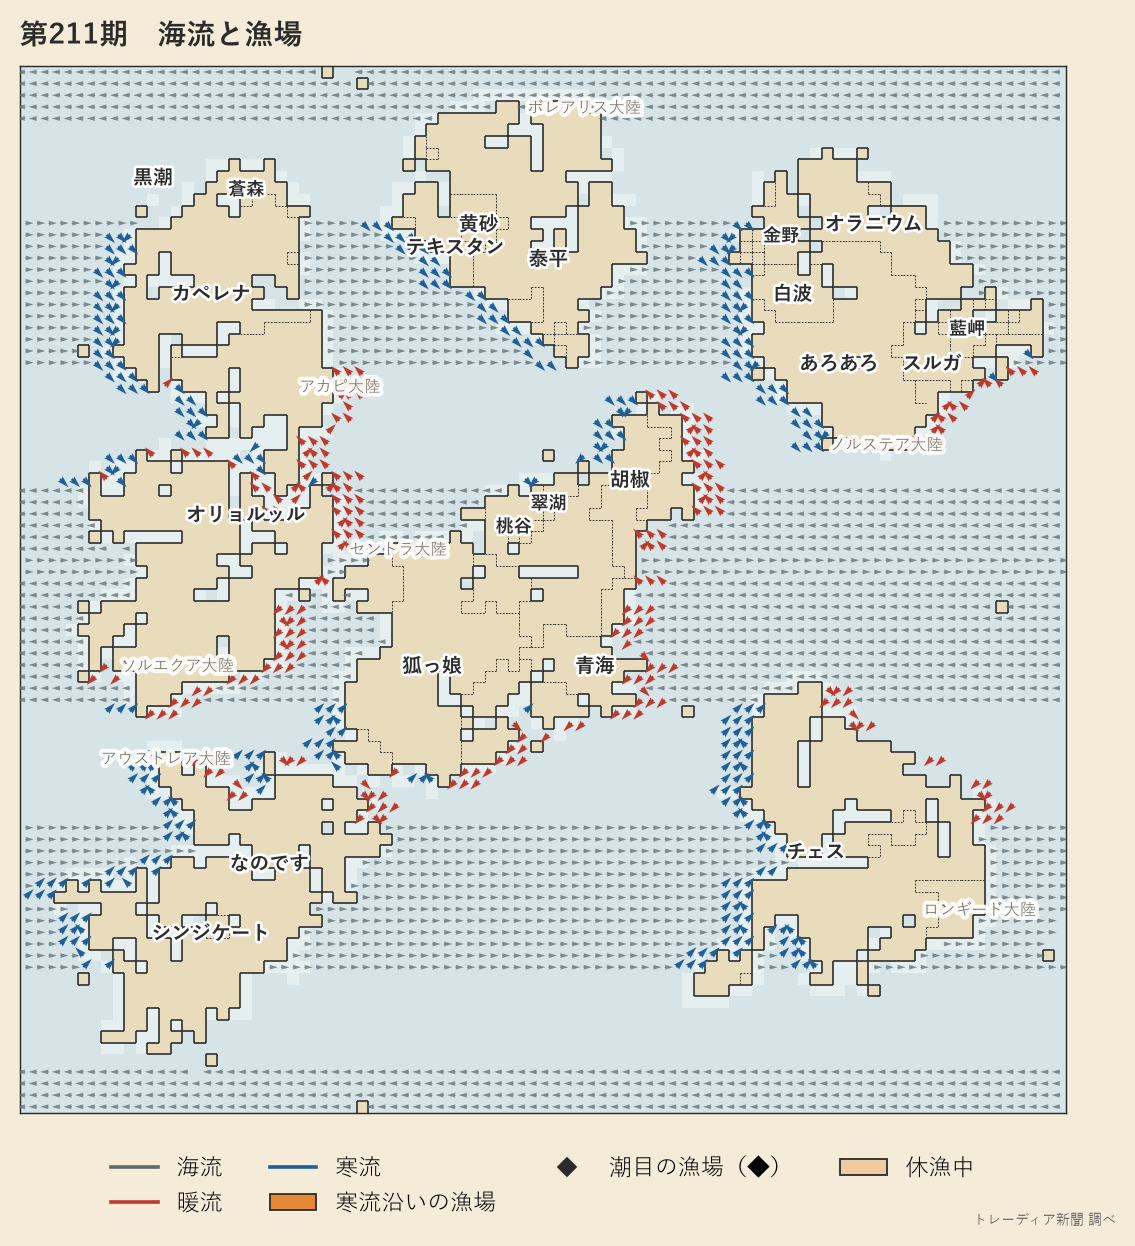 第211期　海流と漁場
ボレアリス大陸
黒潮
蒼森
黄砂
テキスタン
泰平
金野
オラニウム
カペレナ
白波
藍岬
あろあろ
スルガ
アカピ大陸
ノルステア大陸
胡椒
翠湖
桃谷
オリョルッル
セントラ大陸
ソルエクア大陸
狐っ娘
青海
アウストレア大陸
なのです
チェス
ロンギード大陸
シンジケート
海流
寒流
潮目の漁場（◆）
休漁中
暖流
寒流沿いの漁場
トレーディア新聞 調べ